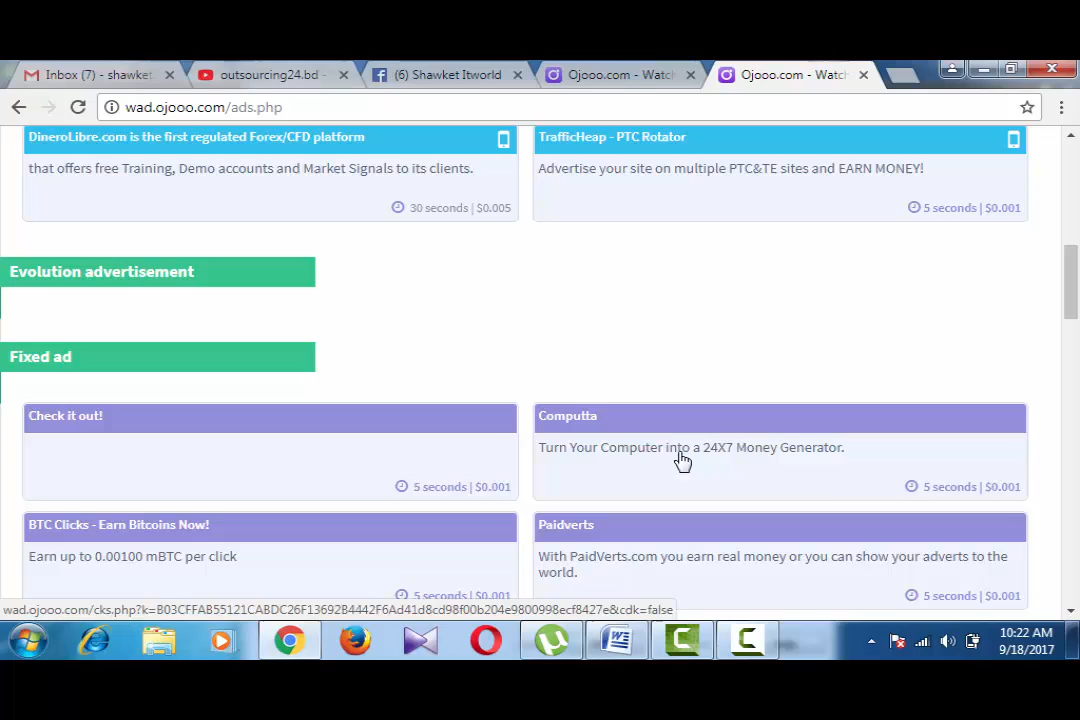 Inbox (7) - shawket
outsourcing24.bd -
(6) Shawket Itworld
Ojooo.com - Watch
Ojooo.com - Watch
wad.ojooo.com/ads.php
DineroLibre.com is the first regulated Forex/CFD platform
that offers free Training, Demo accounts and Market Signals to its clients.
30 seconds | $0.005
TrafficHeap - PTC Rotator
Advertise your site on multiple PTC&TE sites and EARN MONEY!
5 seconds | $0.001
Evolution advertisement
Fixed ad
Check it out!
5 seconds | $0.001
Computta
Turn Your Computer into a 24X7 Money Generator.
5 seconds | $0.001
BTC Clicks - Earn Bitcoins Now!
Earn up to 0.00100 mBTC per click
5 seconds | $0.001
Paidverts
With PaidVerts.com you earn real money or you can show your adverts to the
world.
5 seconds | $0.001
wad.ojooo.com/cks.php?k=B03CFFAB55121CABDC26F13692B4442F6Ad41d8cd98f00b204e9800998ecf8427e&cdk=false
10:22 AM
9/18/2017